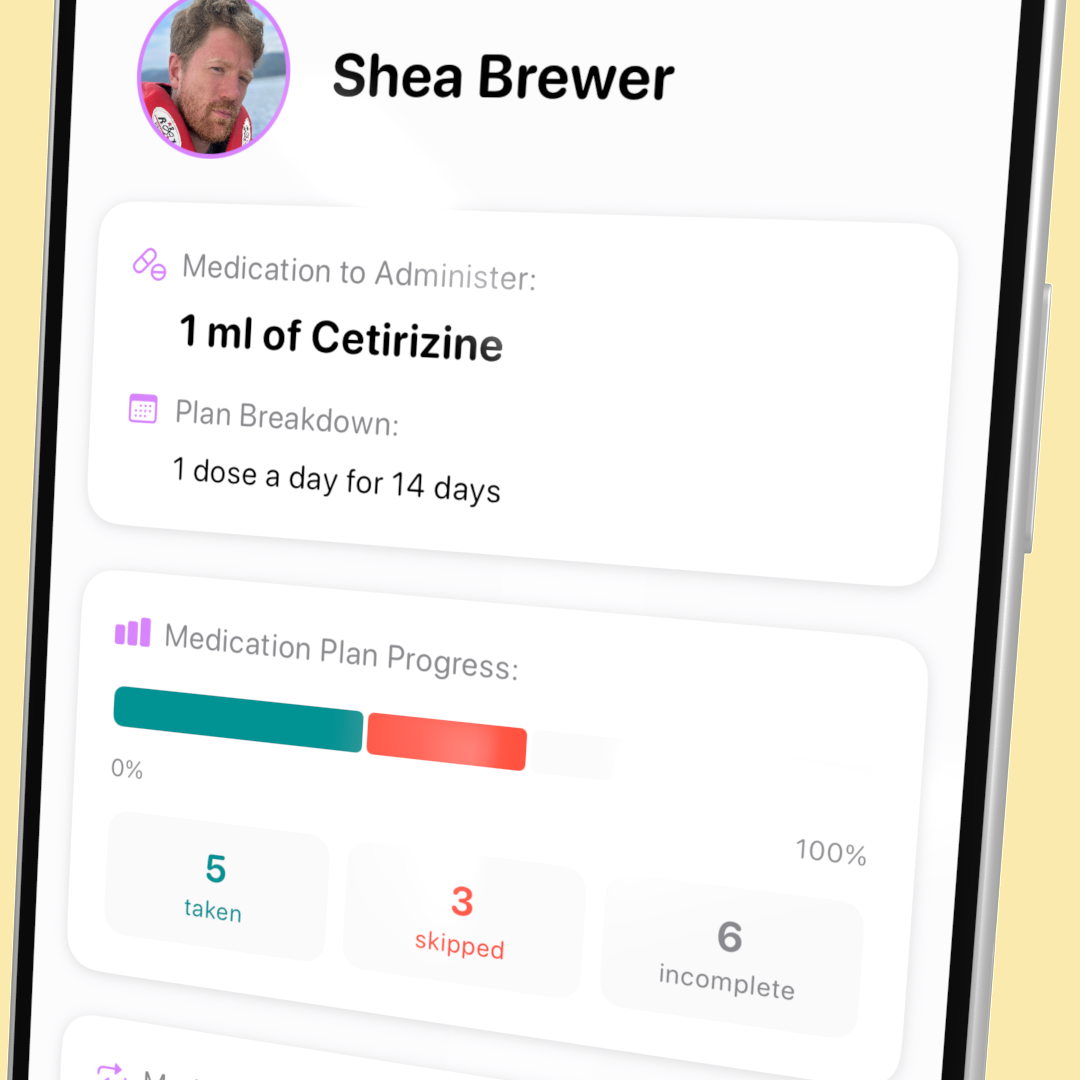 Shea Brewer
Medication to Administer:
1 ml of Cetirizine
Plan Breakdown:
1 dose a day for 14 days
Medication Plan Progress:
0%
100%
5
taken
3
skipped
6
incomplete